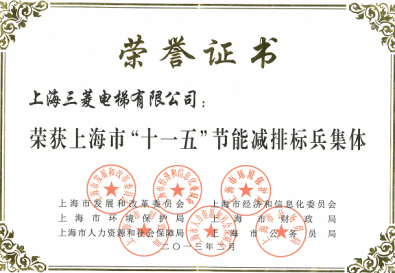 荣誉证书
上海三菱电梯有限公司：
荣获上海市“十一五”节能减排标兵集体
上海市发展和改革委员会 上海市经济和信息化委员会
上海市环境保护局 上海市财政局
上海市人力资源和社会保障局 上海市公务员局
二〇一一年二月